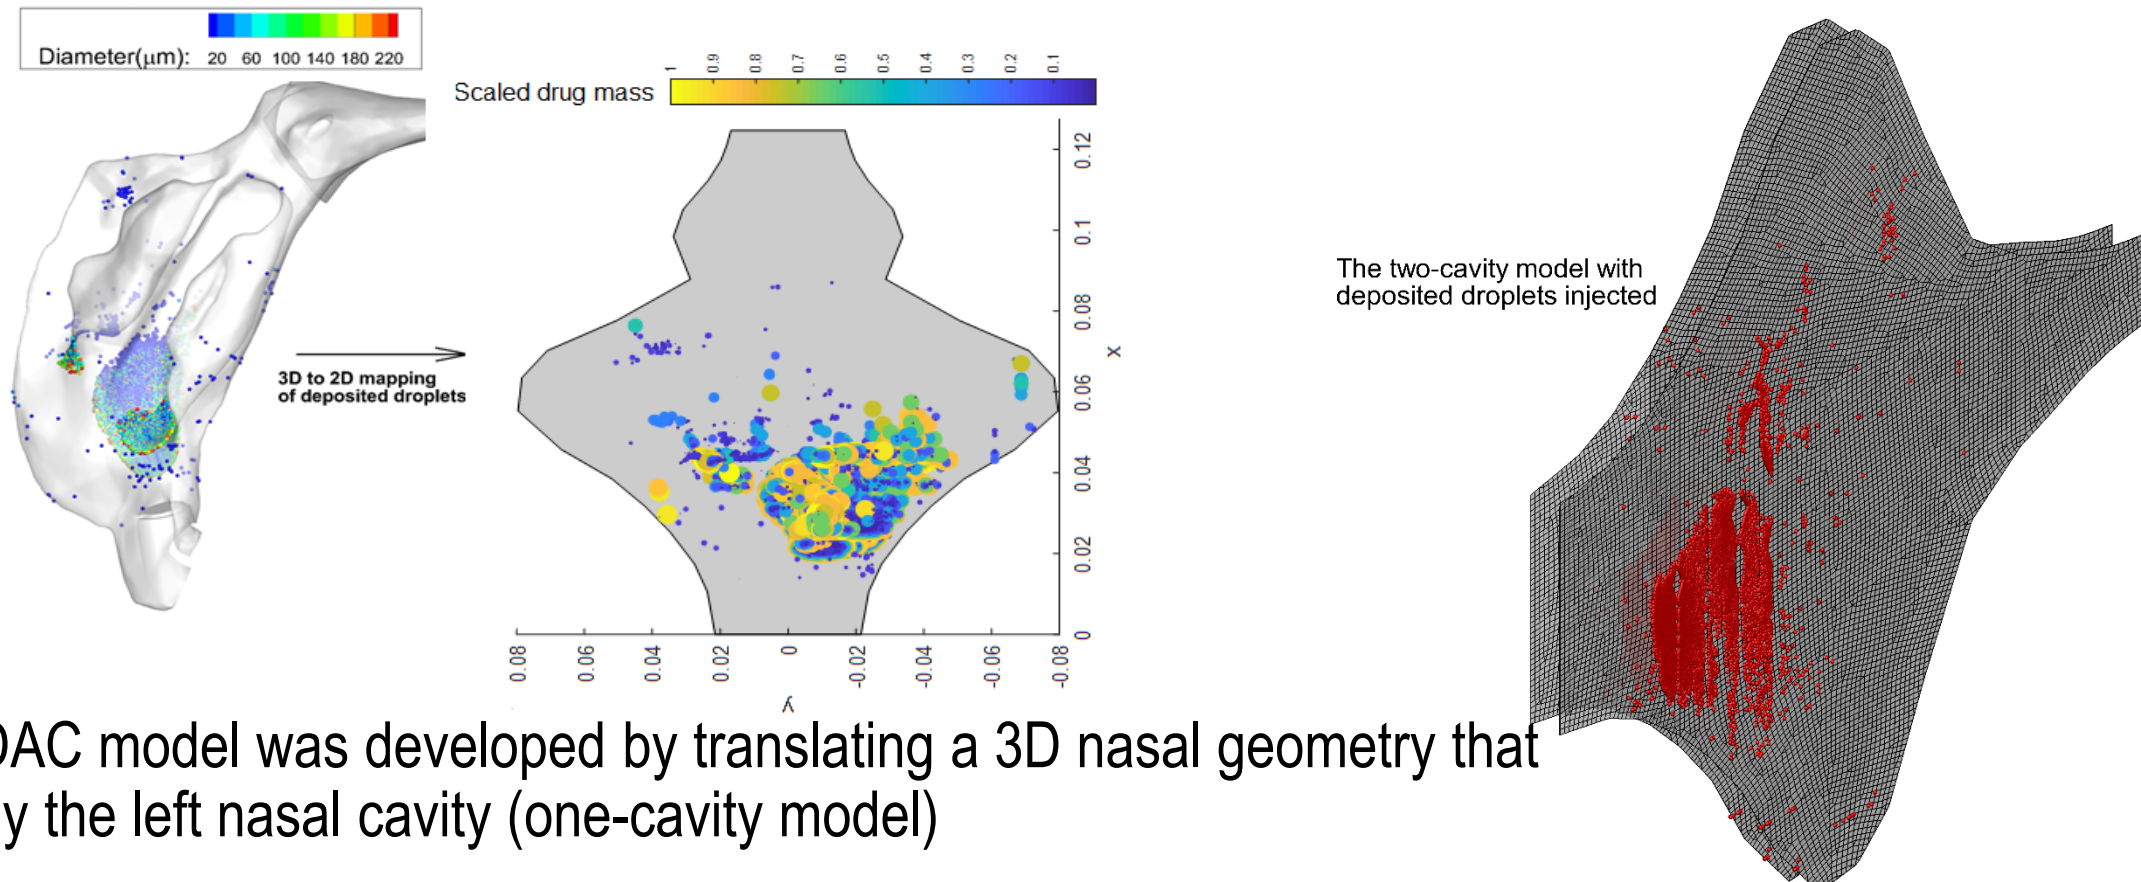 Diameter(μm): 20 60 100 140 180 220
Scaled drug mass
1 0.9 0.8 0.7 0.6 0.5 0.4 0.3 0.2 0.1
3D to 2D mapping
of deposited droplets
0.12
0.1
0.08
x
0.06
0.04
0.02
0
0.08 0.06 0.04 0.02 0 -0.02 -0.04 -0.06 -0.08
y
The two-cavity model with
deposited droplets injected
DAC model was developed by translating a 3D nasal geometry that
y the left nasal cavity (one-cavity model)